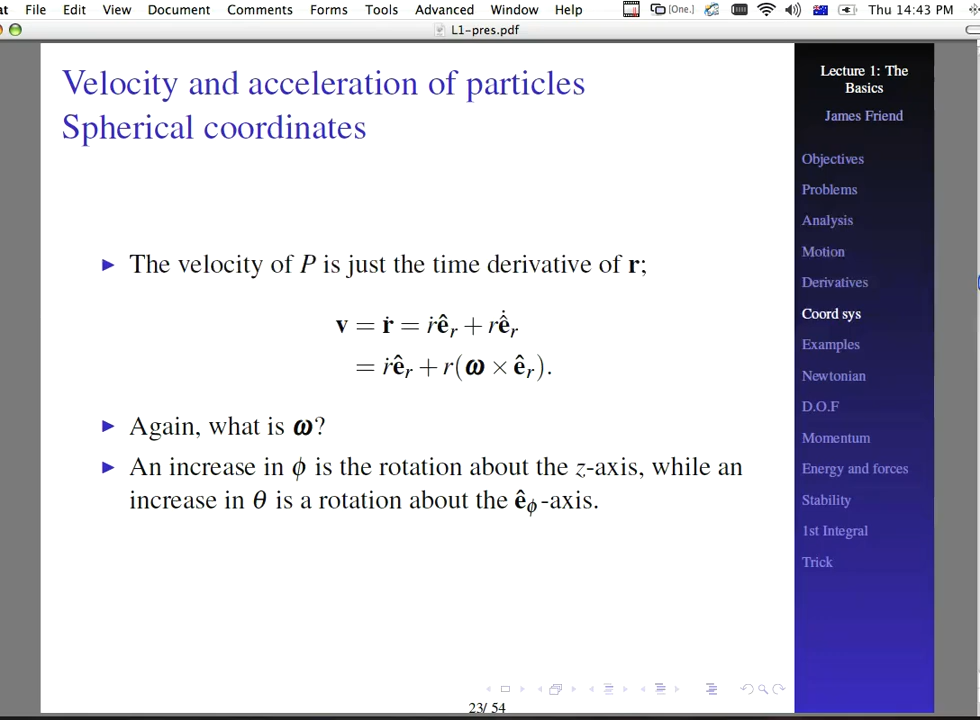 at File Edit View Document Comments Forms Tools Advanced Window Help [One.] Thu 14:43 PM
L1-pres.pdf
Velocity and acceleration of particles
Spherical coordinates
▶ The velocity of P is just the time derivative of r;
v = ṙ = ṙê_r + rê̇_r
= ṙê_r + r(ω × ê_r).
▶ Again, what is ω?
▶ An increase in ϕ is the rotation about the z-axis, while an
increase in θ is a rotation about the ê_ϕ-axis.
23/ 54
Lecture 1: The
Basics
James Friend
Objectives
Problems
Analysis
Motion
Derivatives
Coord sys
Examples
Newtonian
D.O.F
Momentum
Energy and forces
Stability
1st Integral
Trick